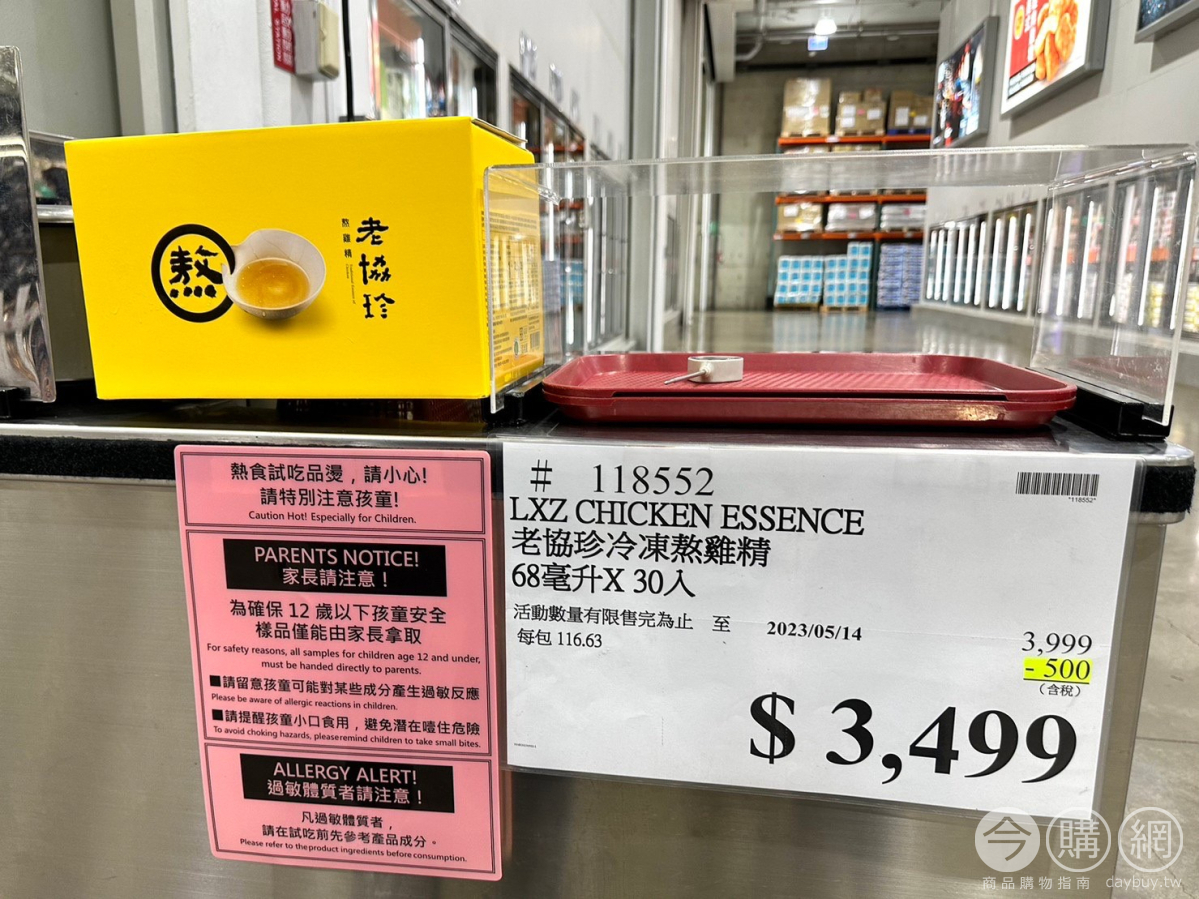 熬
老協珍
熬雞精
熱食試吃品燙,請小心!
請特別注意孩童!
Caution Hot! Especially for Children.
PARENTS NOTICE!
家長請注意!
為確保 12 歲以下孩童安全
樣品僅能由家長拿取
For safety reasons, all samples for children age 12 and under,
must be handed directly to parents.
■請留意孩童可能對某些成分產生過敏反應
Please be aware of allergic reactions in children.
■請提醒孩童小口食用,避免潛在噎住危險
To avoid choking hazards, pleaseremind children to take small bites.
ALLERGY ALERT!
過敏體質者請注意!
凡過敏體質者,
請在試吃前先參考產品成分。
Please refer to theproduct ingredients before consumption.
# 118552
*118552*
LXZ CHICKEN ESSENCE
老協珍冷凍熬雞精
68毫升X 30入
活動數量有限售完為止 至 2023/05/14
每包 116.63
3,999
- 500
(含稅)
$ 3,499
今購網
商品購物指南 daybuy.tw